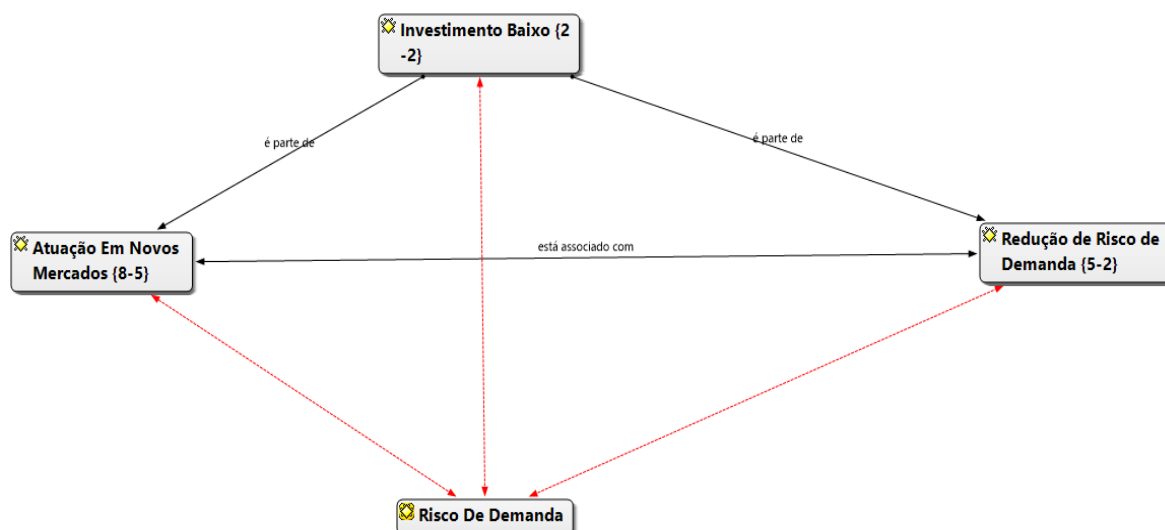 Investimento Baixo {2
-2}
é parte de
é parte de
Atuação Em Novos
Mercados {8-5}
está associado com
Redução de Risco de
Demanda {5-2}
Risco De Demanda